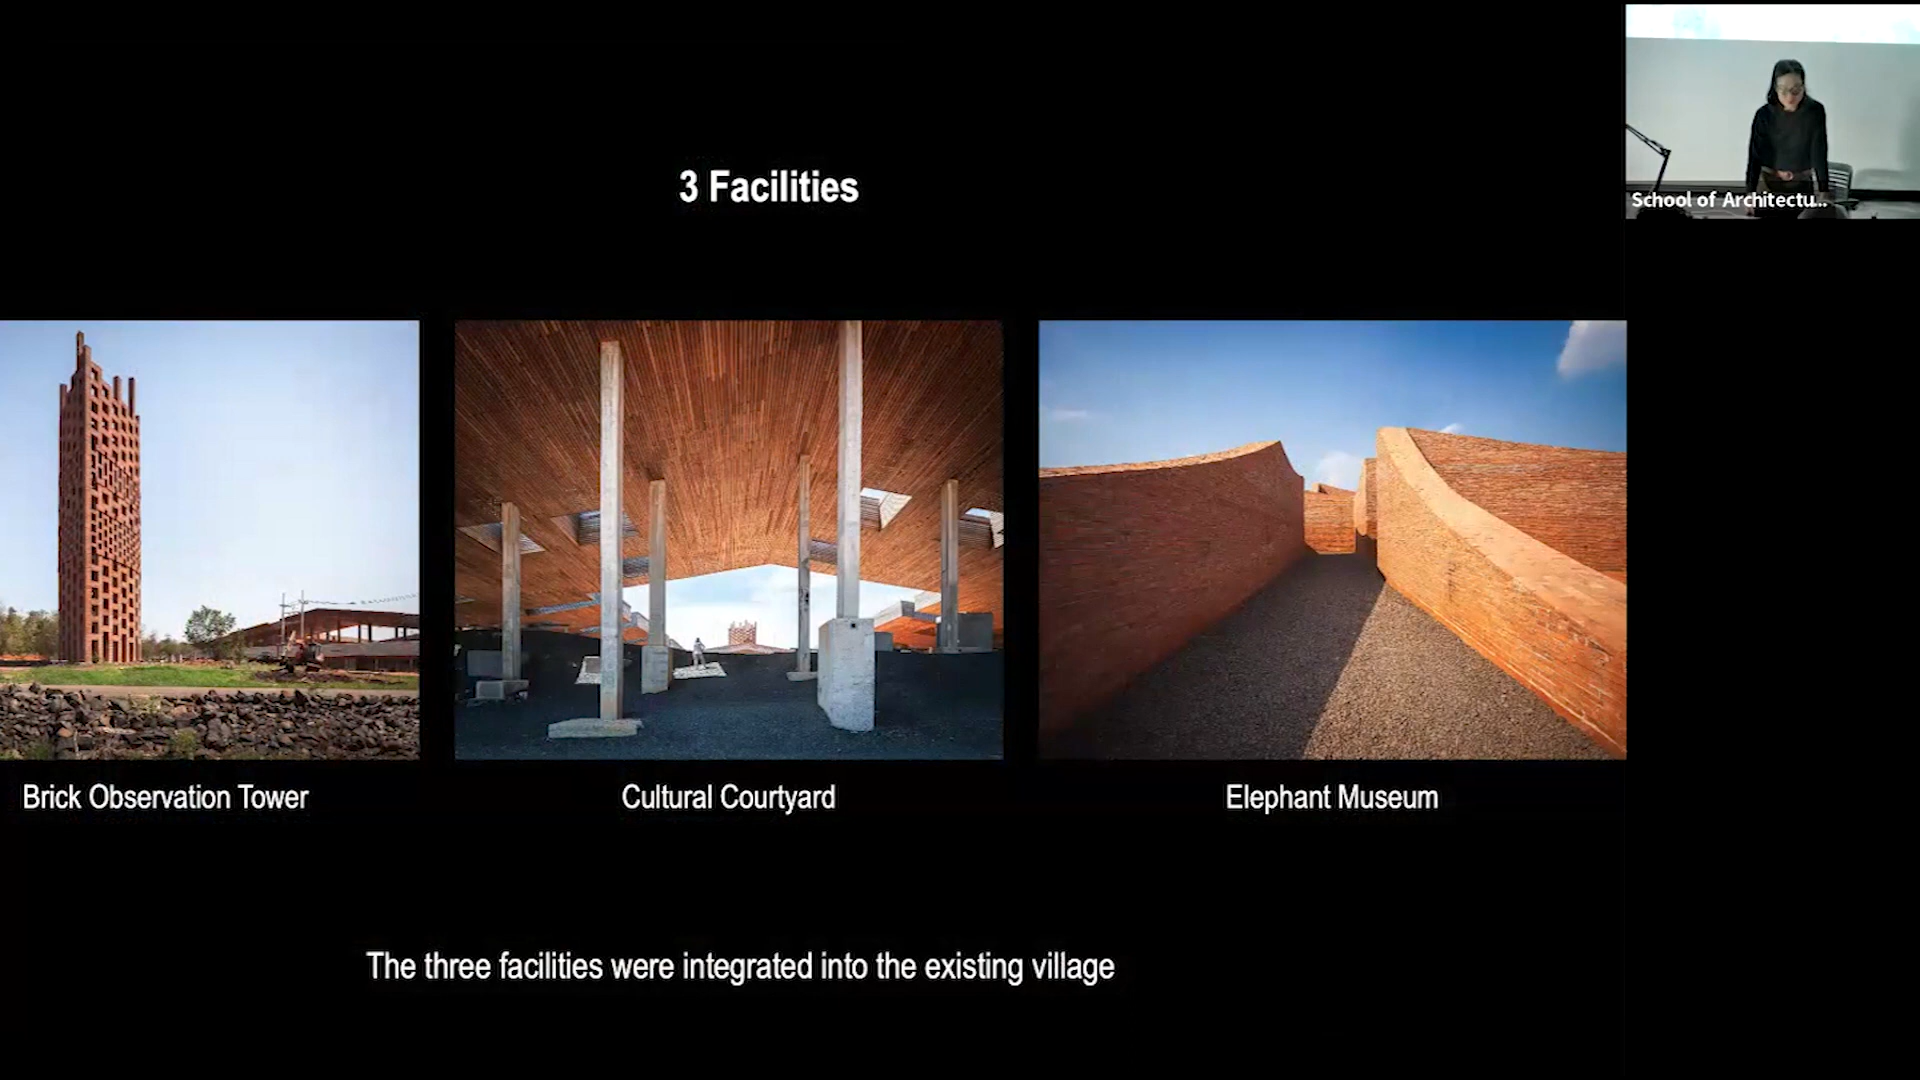 3 Facilities
School of Architectu...
Brick Observation Tower
Cultural Courtyard
Elephant Museum
The three facilities were integrated into the existing village